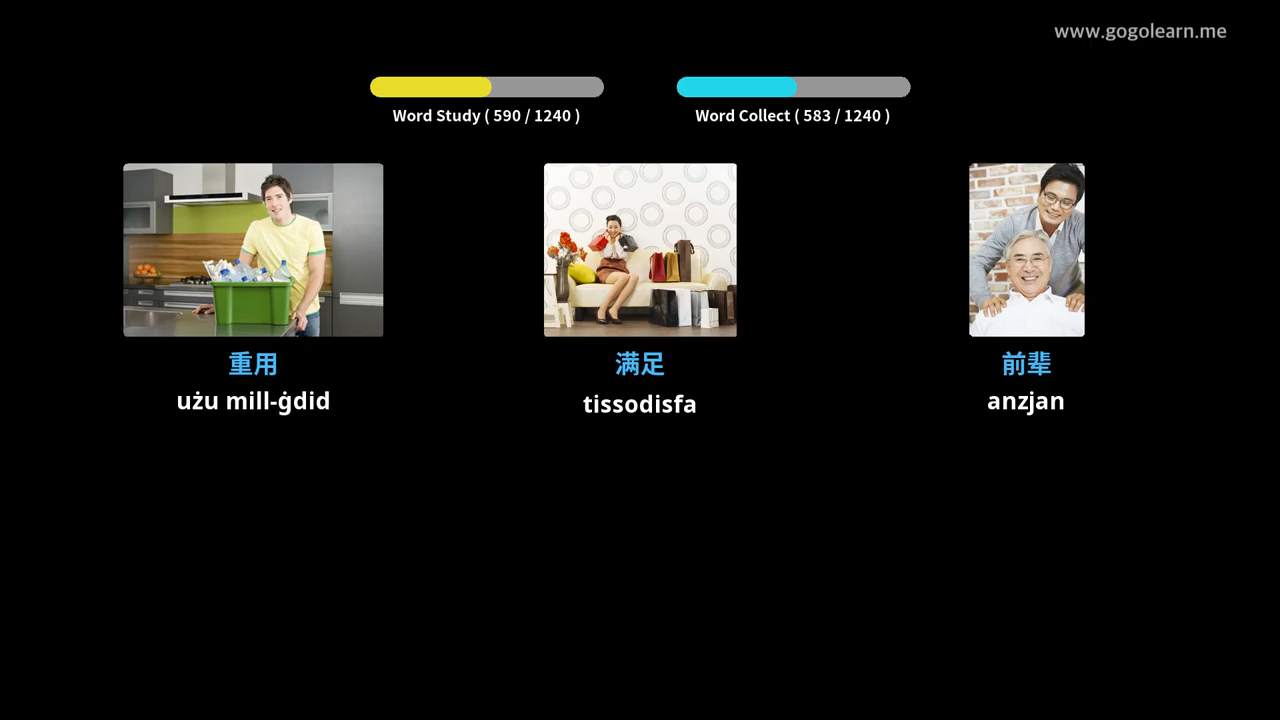 www.gogolearn.me
Word Study ( 590 / 1240 )
Word Collect ( 583 / 1240 )
重用
满足
前辈
użu mill-ġdid
tissodisfa
anzjan